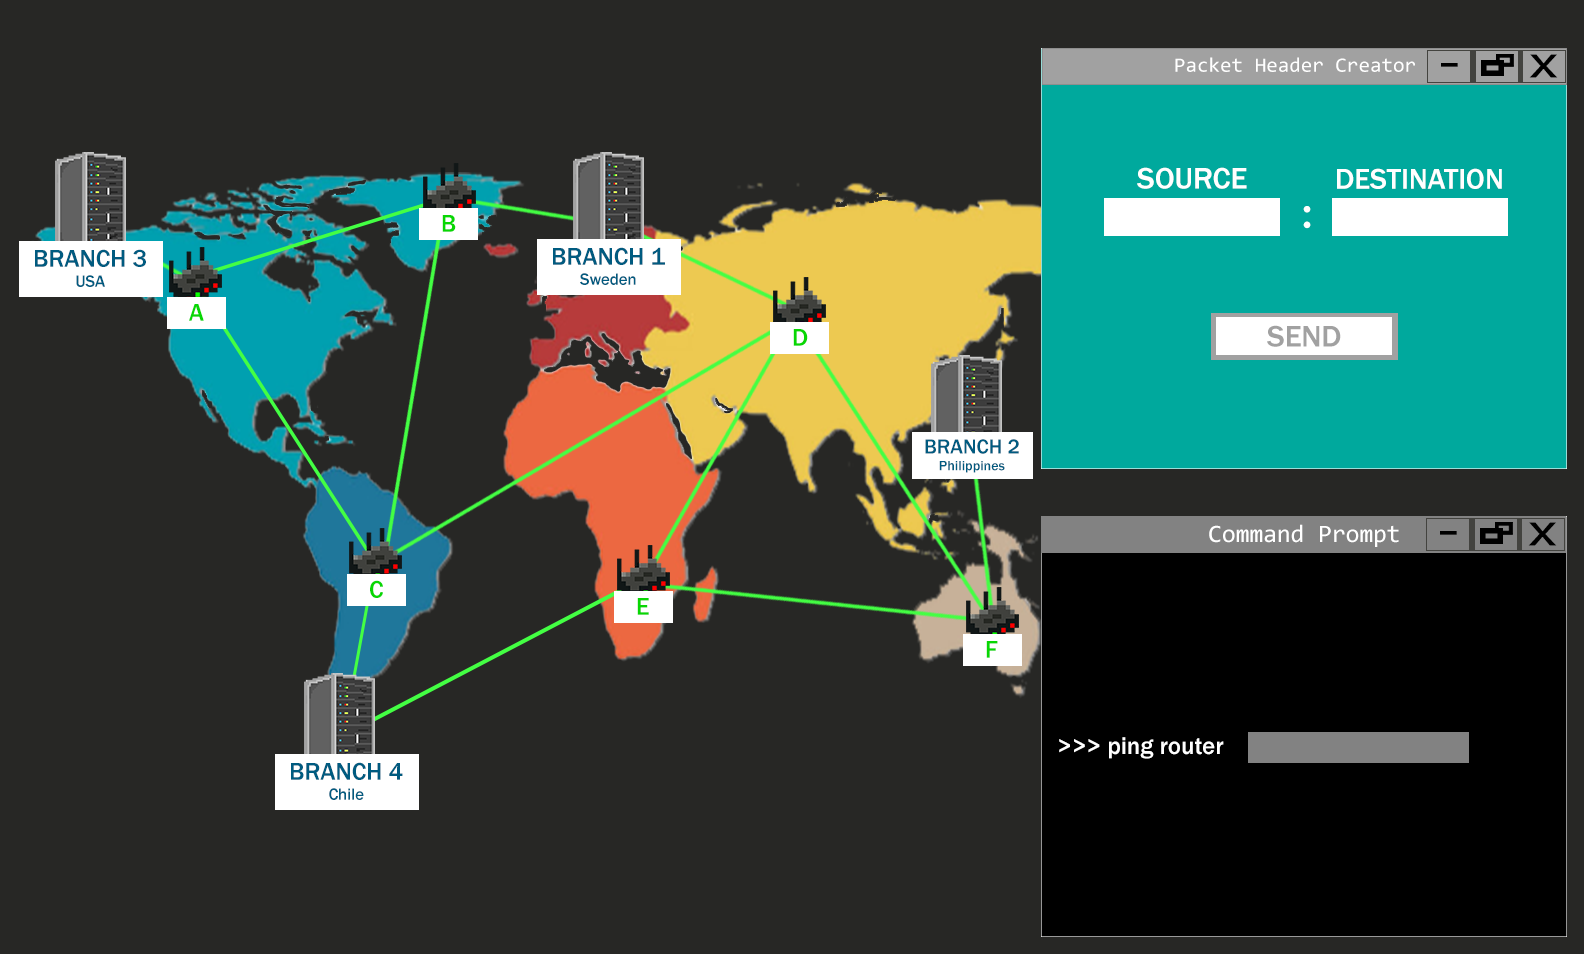 Packet Header Creator
SOURCE
DESTINATION
:
SEND
BRANCH 3
USA
A
B
BRANCH 1
Sweden
D
BRANCH 2
Philippines
C
E
F
BRANCH 4
Chile
Command Prompt
>>> ping router